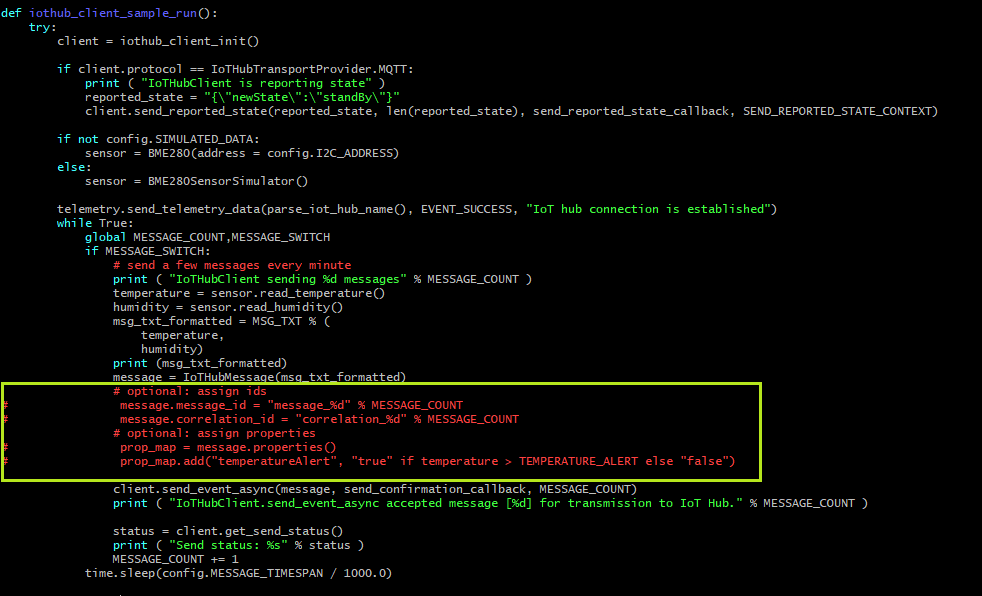 def iothub_client_sample_run():
    try:
        client = iothub_client_init()

        if client.protocol == IoTHubTransportProvider.MQTT:
            print ( "IoTHubClient is reporting state" )
            reported_state = "{\"newState\":\"standBy\"}"
            client.send_reported_state(reported_state, len(reported_state), send_reported_state_callback, SEND_REPORTED_STATE_CONTEXT)

        if not config.SIMULATED_DATA:
            sensor = BME280(address = config.I2C_ADDRESS)
        else:
            sensor = BME280SensorSimulator()

        telemetry.send_telemetry_data(parse_iot_hub_name(), EVENT_SUCCESS, "IoT hub connection is established")
        while True:
            global MESSAGE_COUNT,MESSAGE_SWITCH
            if MESSAGE_SWITCH:
                # send a few messages every minute
                print ( "IoTHubClient sending %d messages" % MESSAGE_COUNT )
                temperature = sensor.read_temperature()
                humidity = sensor.read_humidity()
                msg_txt_formatted = MSG_TXT % (
                    temperature,
                    humidity)
                print (msg_txt_formatted)
                message = IoTHubMessage(msg_txt_formatted)
                # optional: assign ids
#                message.message_id = "message_%d" % MESSAGE_COUNT
#                message.correlation_id = "correlation_%d" % MESSAGE_COUNT
                # optional: assign properties
#                prop_map = message.properties()
#                prop_map.add("temperatureAlert", "true" if temperature > TEMPERATURE_ALERT else "false")

                client.send_event_async(message, send_confirmation_callback, MESSAGE_COUNT)
                print ( "IoTHubClient.send_event_async accepted message [%d] for transmission to IoT Hub." % MESSAGE_COUNT )

                status = client.get_send_status()
                print ( "Send status: %s" % status )
                MESSAGE_COUNT += 1
            time.sleep(config.MESSAGE_TIMESPAN / 1000.0)